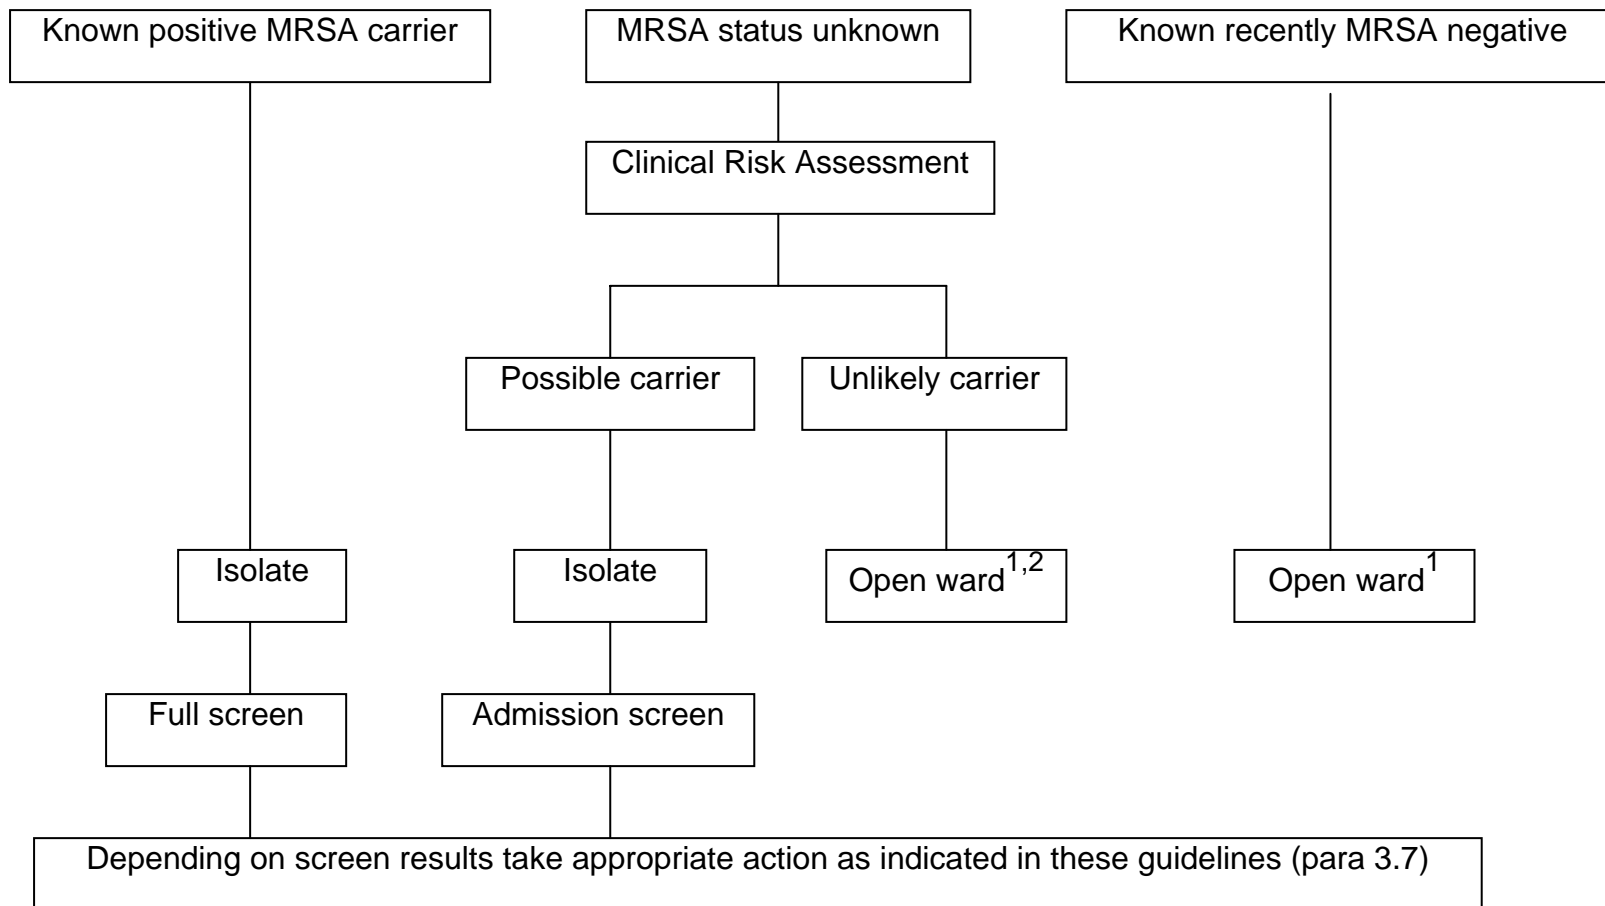 Known positive MRSA carrier
MRSA status unknown
Known recently MRSA negative
Clinical Risk Assessment
Possible carrier
Unlikely carrier
Isolate
Isolate
Open ward1,2
Open ward1
Full screen
Admission screen
Depending on screen results take appropriate action as indicated in these guidelines (para 3.7)